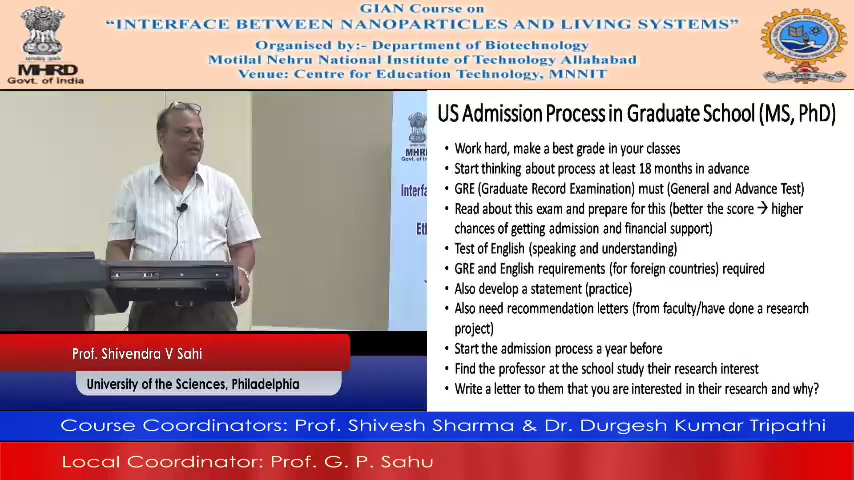 GIAN Course on
“INTERFACE BETWEEN NANOPARTICLES AND LIVING SYSTEMS”
Organised by:- Department of Biotechnology
Motilal Nehru National Institute of Technology Allahabad
Venue: Centre for Education Technology, MNNIT
MHRD
Govt. of India
MHR
Govt. of In
Interfa
Eth
US Admission Process in Graduate School (MS, PhD)
• Work hard, make a best grade in your classes
• Start thinking about process at least 18 months in advance
• GRE (Graduate Record Examination) must (General and Advance Test)
• Read about this exam and prepare for this (better the score → higher
chances of getting admission and financial support)
• Test of English (speaking and understanding)
• GRE and English requirements (for foreign countries) required
• Also develop a statement (practice)
• Also need recommendation letters (from faculty/have done a research
project)
• Start the admission process a year before
• Find the professor at the school study their research interest
• Write a letter to them that you are interested in their research and why?
Prof. Shivendra V Sahi
University of the Sciences, Philadelphia
Course Coordinators: Prof. Shivesh Sharma & Dr. Durgesh Kumar Tripathi
Local Coordinator: Prof. G. P. Sahu